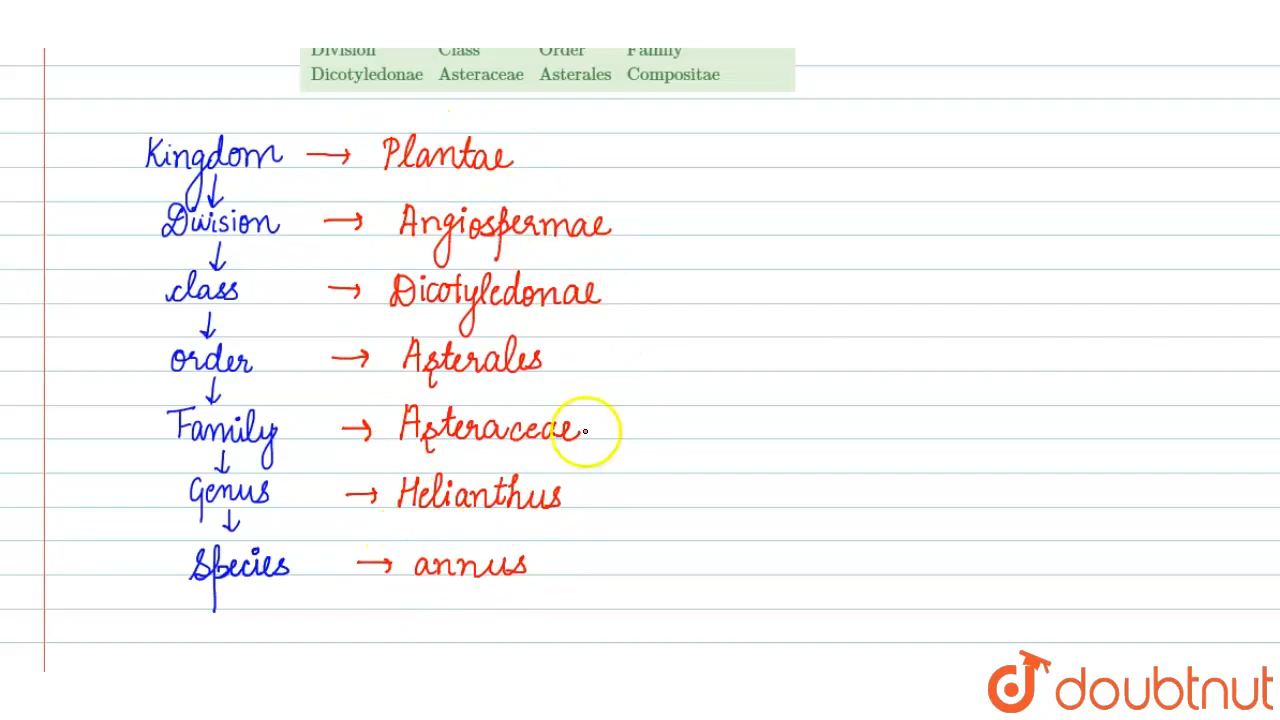 Division Class Order Family
Dicotyledonae Asteraceae Asterales Compositae
Kingdom → Plantae
↓
Division → Angiospermae
↓
class → Dicotyledonae
↓
order → Asterales
↓
Family → Asteraceae
↓
Genus → Helianthus
↓
Species → annus
doubtnut